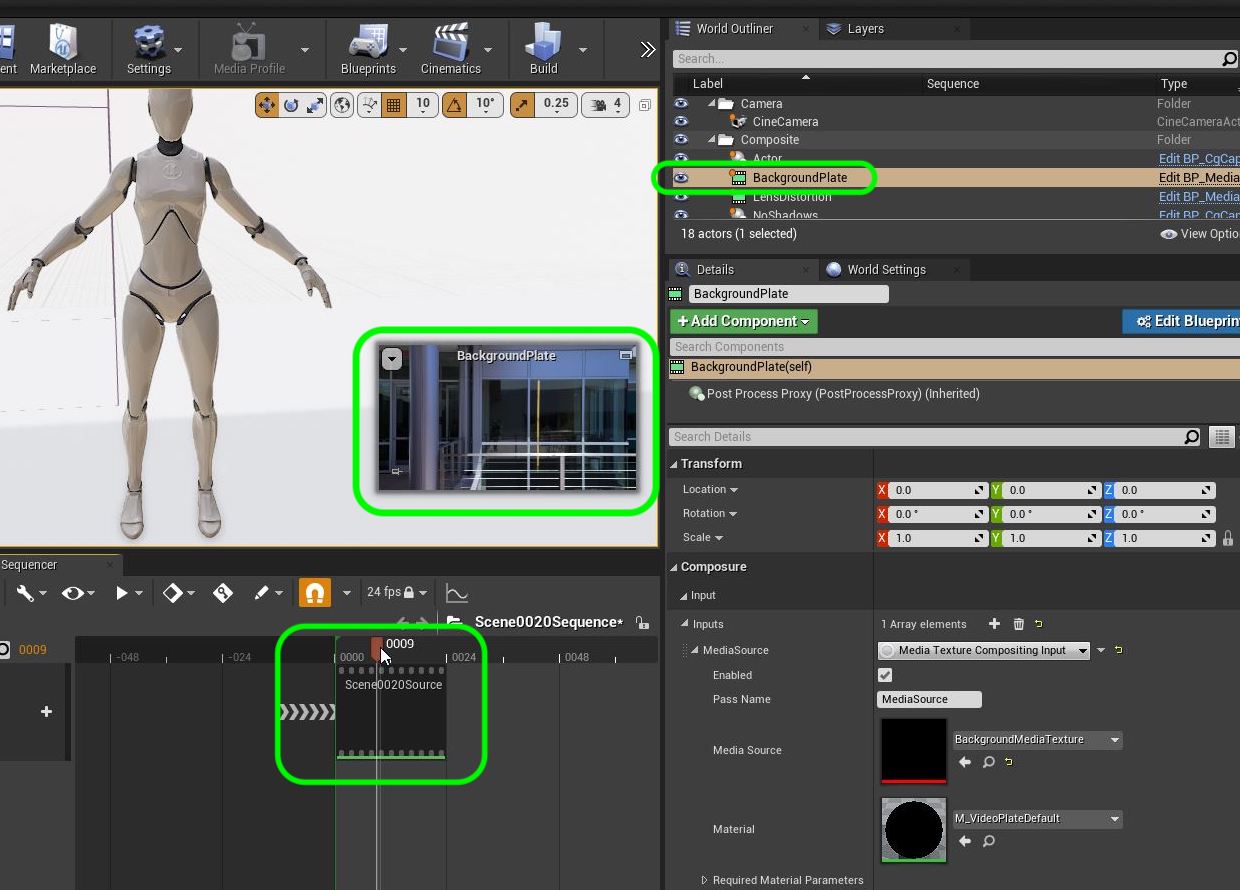 ent Marketplace Settings Media Profile Blueprints Cinematics Build
10 10° 0.25 4
BackgroundPlate
World Outliner Layers
Search...
Label Sequence Type
Camera Folder
CineCamera CineCameraAct
Composite Folder
Actor Edit BP_CgCap
BackgroundPlate Edit BP_Media
LensDistortion Edit BP_Media
NoShadows Edit BP_CgCap
18 actors (1 selected) View Optio
Details World Settings
BackgroundPlate
+Add Component Edit Blueprin
Search Components
BackgroundPlate(self)
Post Process Proxy (PostProcessProxy) (Inherited)
Search Details
Transform
Location X 0.0 Y 0.0 Z 0.0
Rotation X 0.0° Y 0.0° Z 0.0°
Scale X 1.0 Y 1.0 Z 1.0
Composure
Input
Inputs 1 Array elements
MediaSource Media Texture Compositing Input
Enabled
Pass Name MediaSource
Media Source BackgroundMediaTexture
Material M_VideoPlateDefault
Required Material Parameters
Sequencer
24 fps
Scene0020Sequence*
0009
0009
-048 -024 0000 0024 0048
Scene0020Source